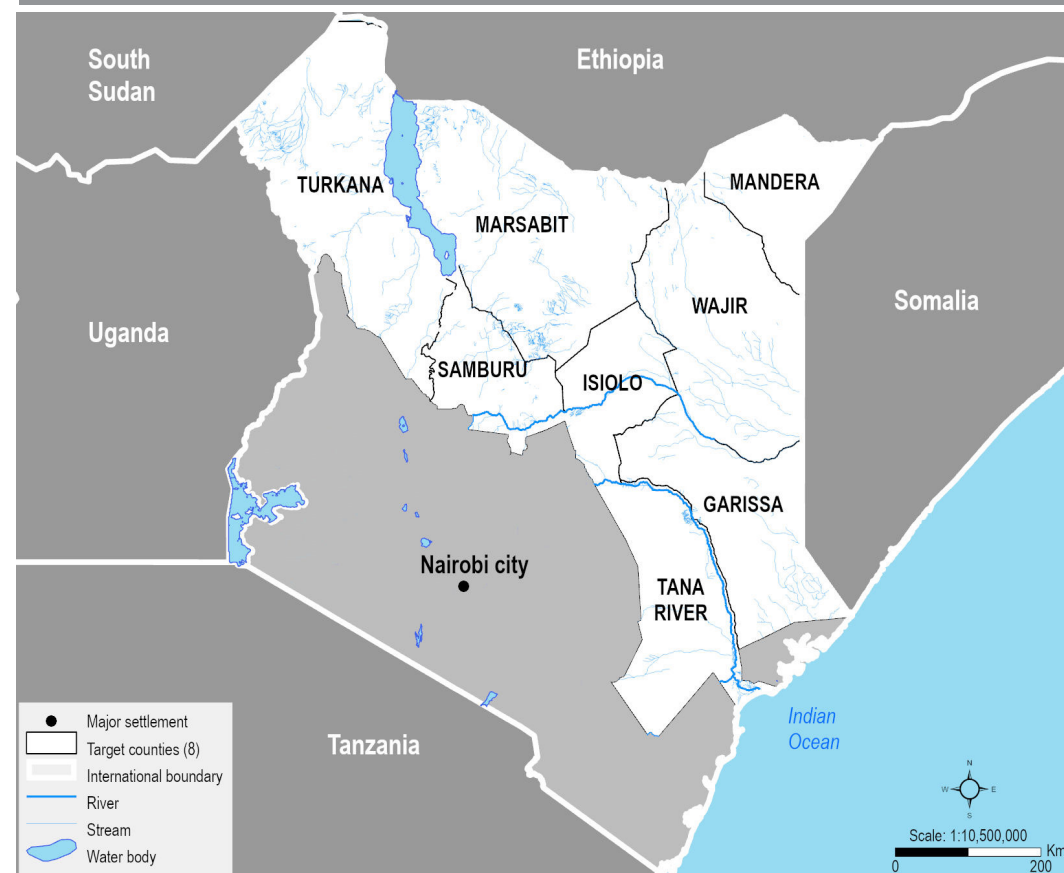 South
Sudan
Ethiopia
MANDERA
TURKANA
MARSABIT
Somalia
WAJIR
Uganda
SAMBURU
ISIOLO
GARISSA
Nairobi city
TANA
RIVER
Indian
Ocean
Tanzania
Major settlement
Target counties (8)
International boundary
River
Stream
Water body
N
W
E
S
Scale: 1:10,500,000
Km
0
200